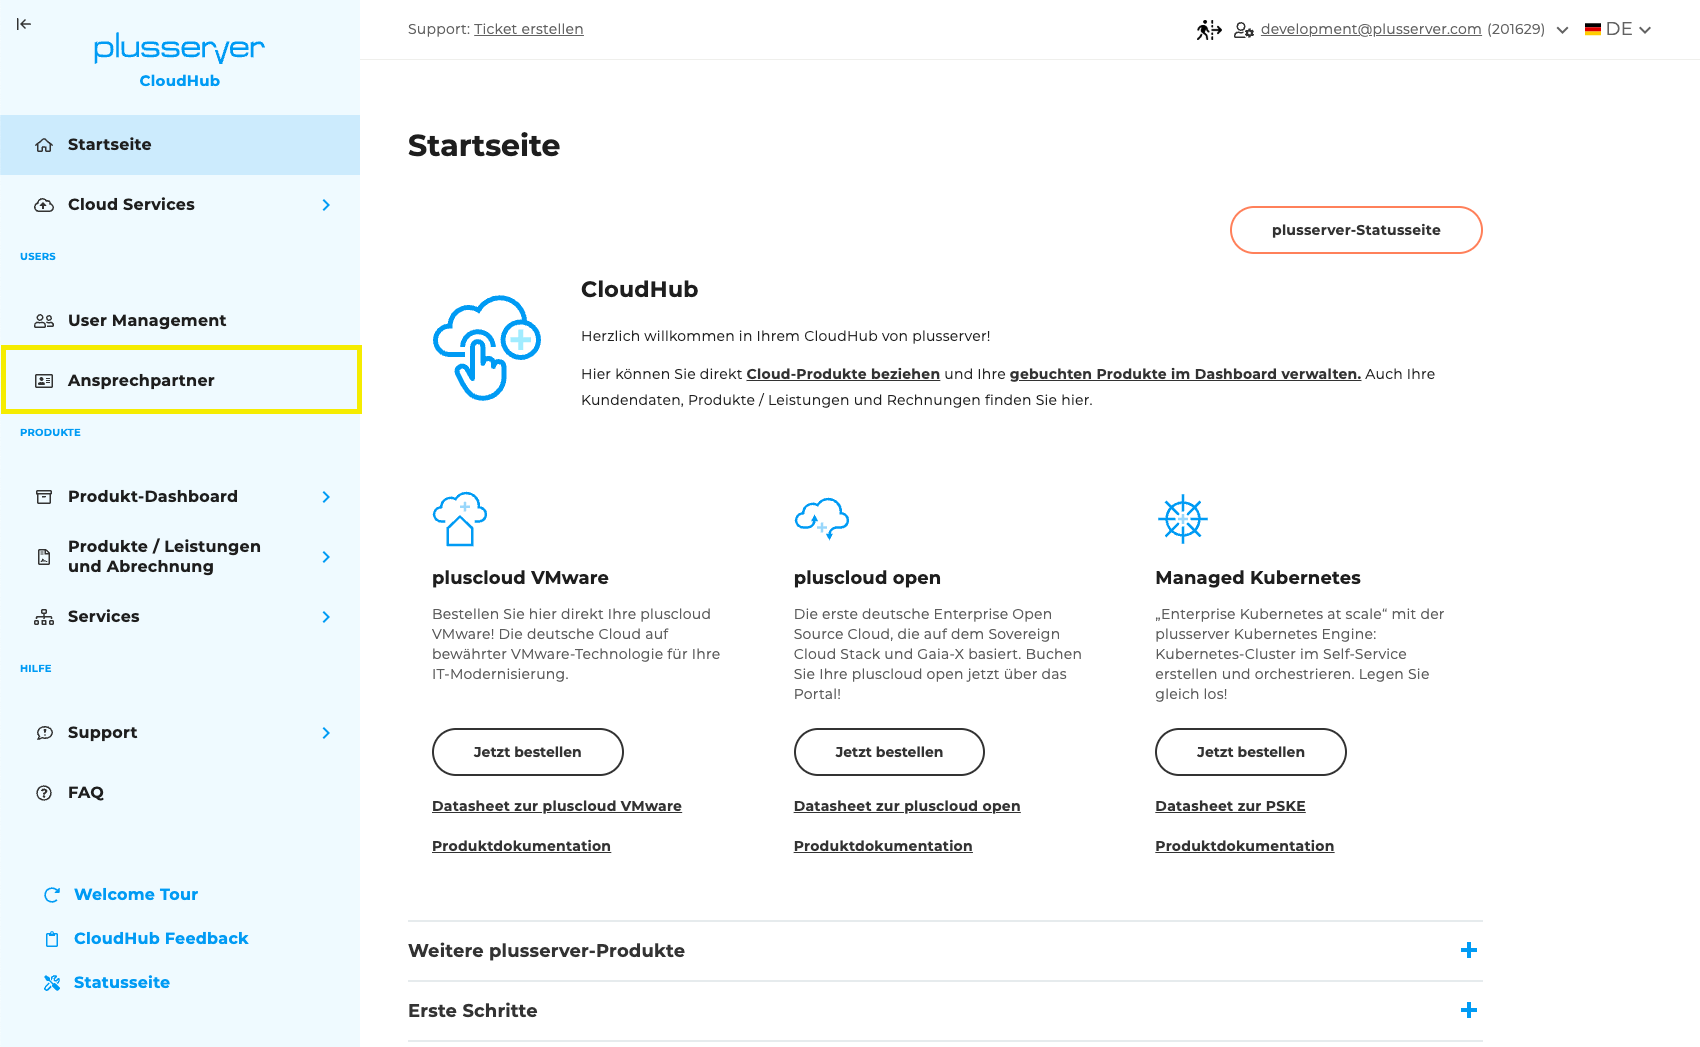 plusserver
CloudHub
Startseite
Cloud Services
USERS
User Management
Ansprechpartner
PRODUKTE
Produkt-Dashboard
Produkte / Leistungen
und Abrechnung
Services
HILFE
Support
FAQ
Welcome Tour
CloudHub Feedback
Statusseite
Support: Ticket erstellen
development@plusserver.com (201629)
DE
Startseite
plusserver-Statusseite
CloudHub
Herzlich willkommen in Ihrem CloudHub von plusserver!
Hier können Sie direkt Cloud-Produkte beziehen und Ihre gebuchten Produkte im Dashboard verwalten. Auch Ihre
Kundendaten, Produkte / Leistungen und Rechnungen finden Sie hier.
pluscloud VMware
Bestellen Sie hier direkt Ihre pluscloud
VMware! Die deutsche Cloud auf
bewährter VMware-Technologie für Ihre
IT-Modernisierung.
Jetzt bestellen
Datasheet zur pluscloud VMware
Produktdokumentation
pluscloud open
Die erste deutsche Enterprise Open
Source Cloud, die auf dem Sovereign
Cloud Stack und Gaia-X basiert. Buchen
Sie Ihre pluscloud open jetzt über das
Portal!
Jetzt bestellen
Datasheet zur pluscloud open
Produktdokumentation
Managed Kubernetes
„Enterprise Kubernetes at scale“ mit der
plusserver Kubernetes Engine:
Kubernetes-Cluster im Self-Service
erstellen und orchestrieren. Legen Sie
gleich los!
Jetzt bestellen
Datasheet zur PSKE
Produktdokumentation
Weitere plusserver-Produkte
Erste Schritte